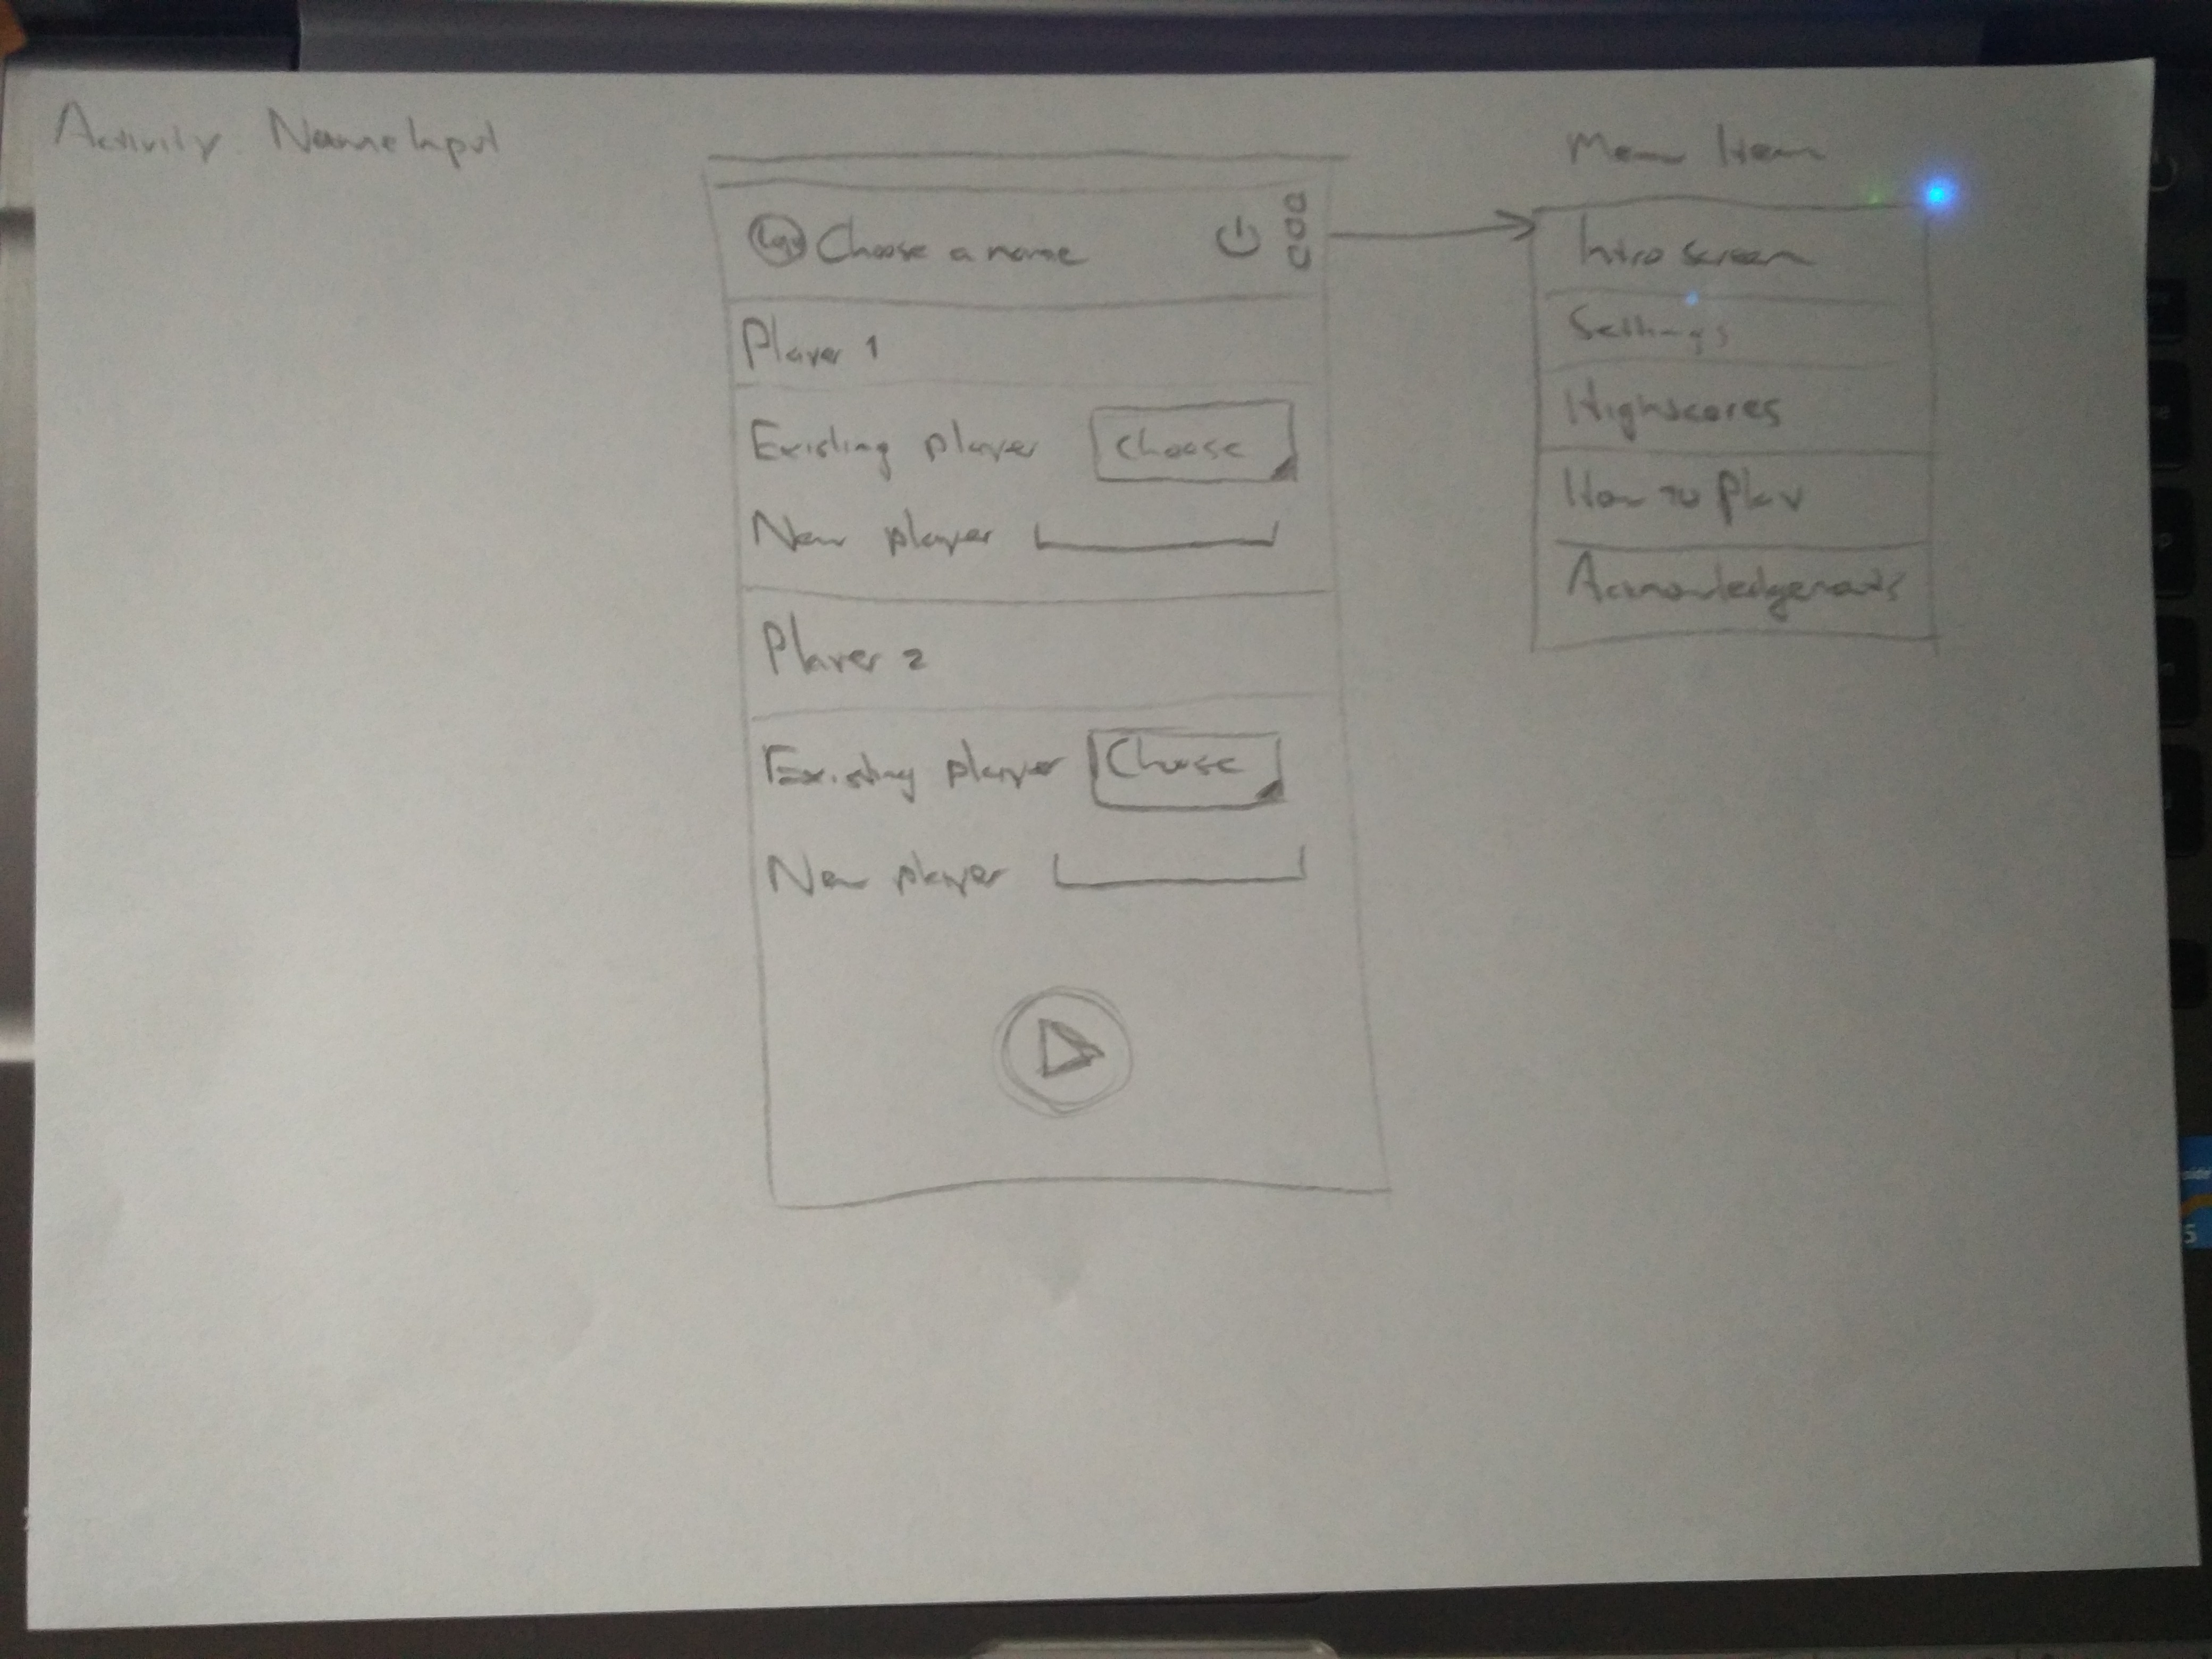 Activity: NameInput
Logo Choose a name
Player 1
Existing player Choose
New player
Player 2
Existing player Choose
New player
Menu Item
Intro screen
Settings
Highscores
How to Play
Acknowledgements
5